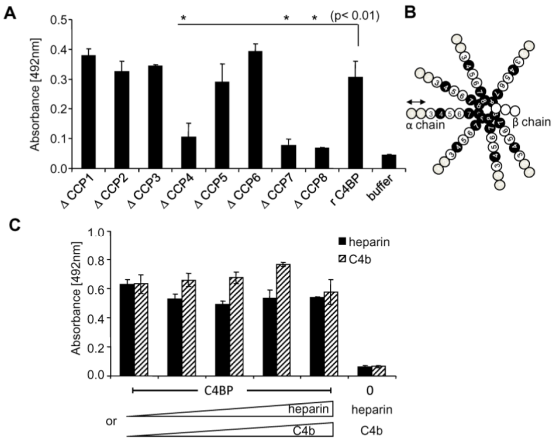 A
B
* * * (p< 0.01)
Absorbance [492nm]
0.5
0.4
0.3
0.2
0.1
0.0
Δ CCP1
Δ CCP2
Δ CCP3
Δ CCP4
Δ CCP5
Δ CCP6
Δ CCP7
Δ CCP8
r C4BP
buffer
α chain
β chain
C
Absorbance [492nm]
1.0
0.8
0.6
0.4
0.2
0.0
heparin
C4b
C4BP 0
heparin heparin
or
C4b C4b